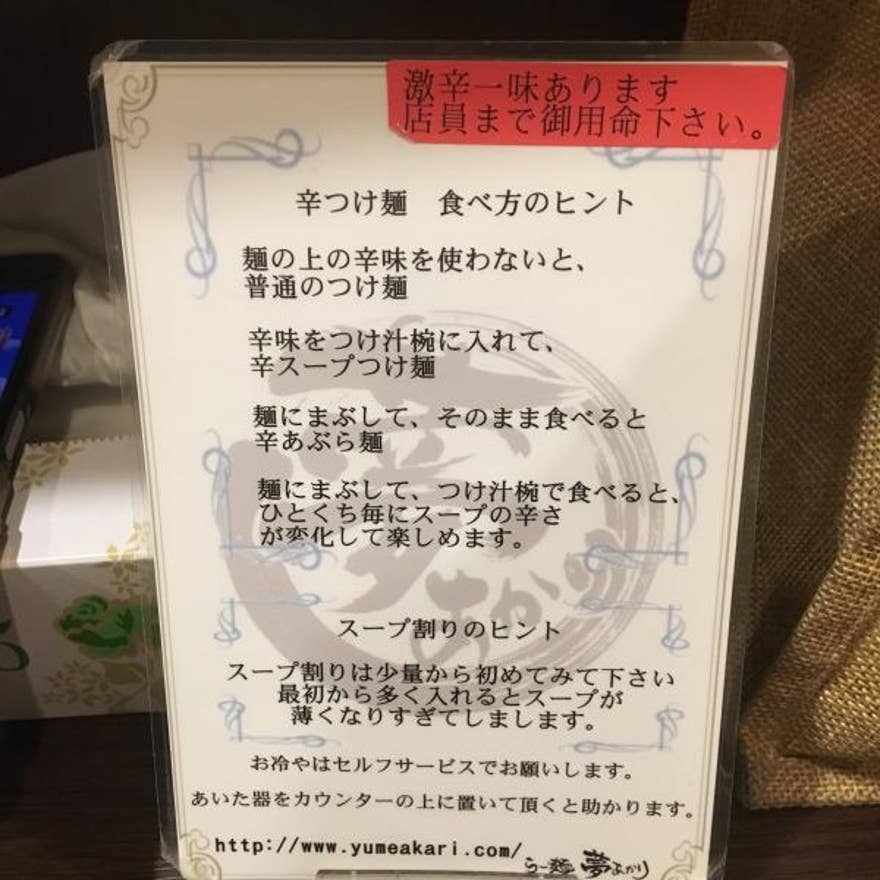 激辛一味あります
店員まで御用命下さい。
辛つけ麺　食べ方のヒント
麺の上の辛味を使わないと、
普通のつけ麺
辛味をつけ汁椀に入れて、
辛スープつけ麺
麺にまぶして、そのまま食べると
辛あぶら麺
麺にまぶして、つけ汁椀で食べると、
ひとくち毎にスープの辛さ
が変化して楽しめます。
夢あかり
スープ割りのヒント
スープ割りは少量から初めてみて下さい
最初から多く入れるとスープが
薄くなりすぎてしまします。
お冷やはセルフサービスでお願いします。
あいた器をカウンターの上に置いて頂くと助かります。
http://www.yumeakari.com/
らー麺 夢あかり